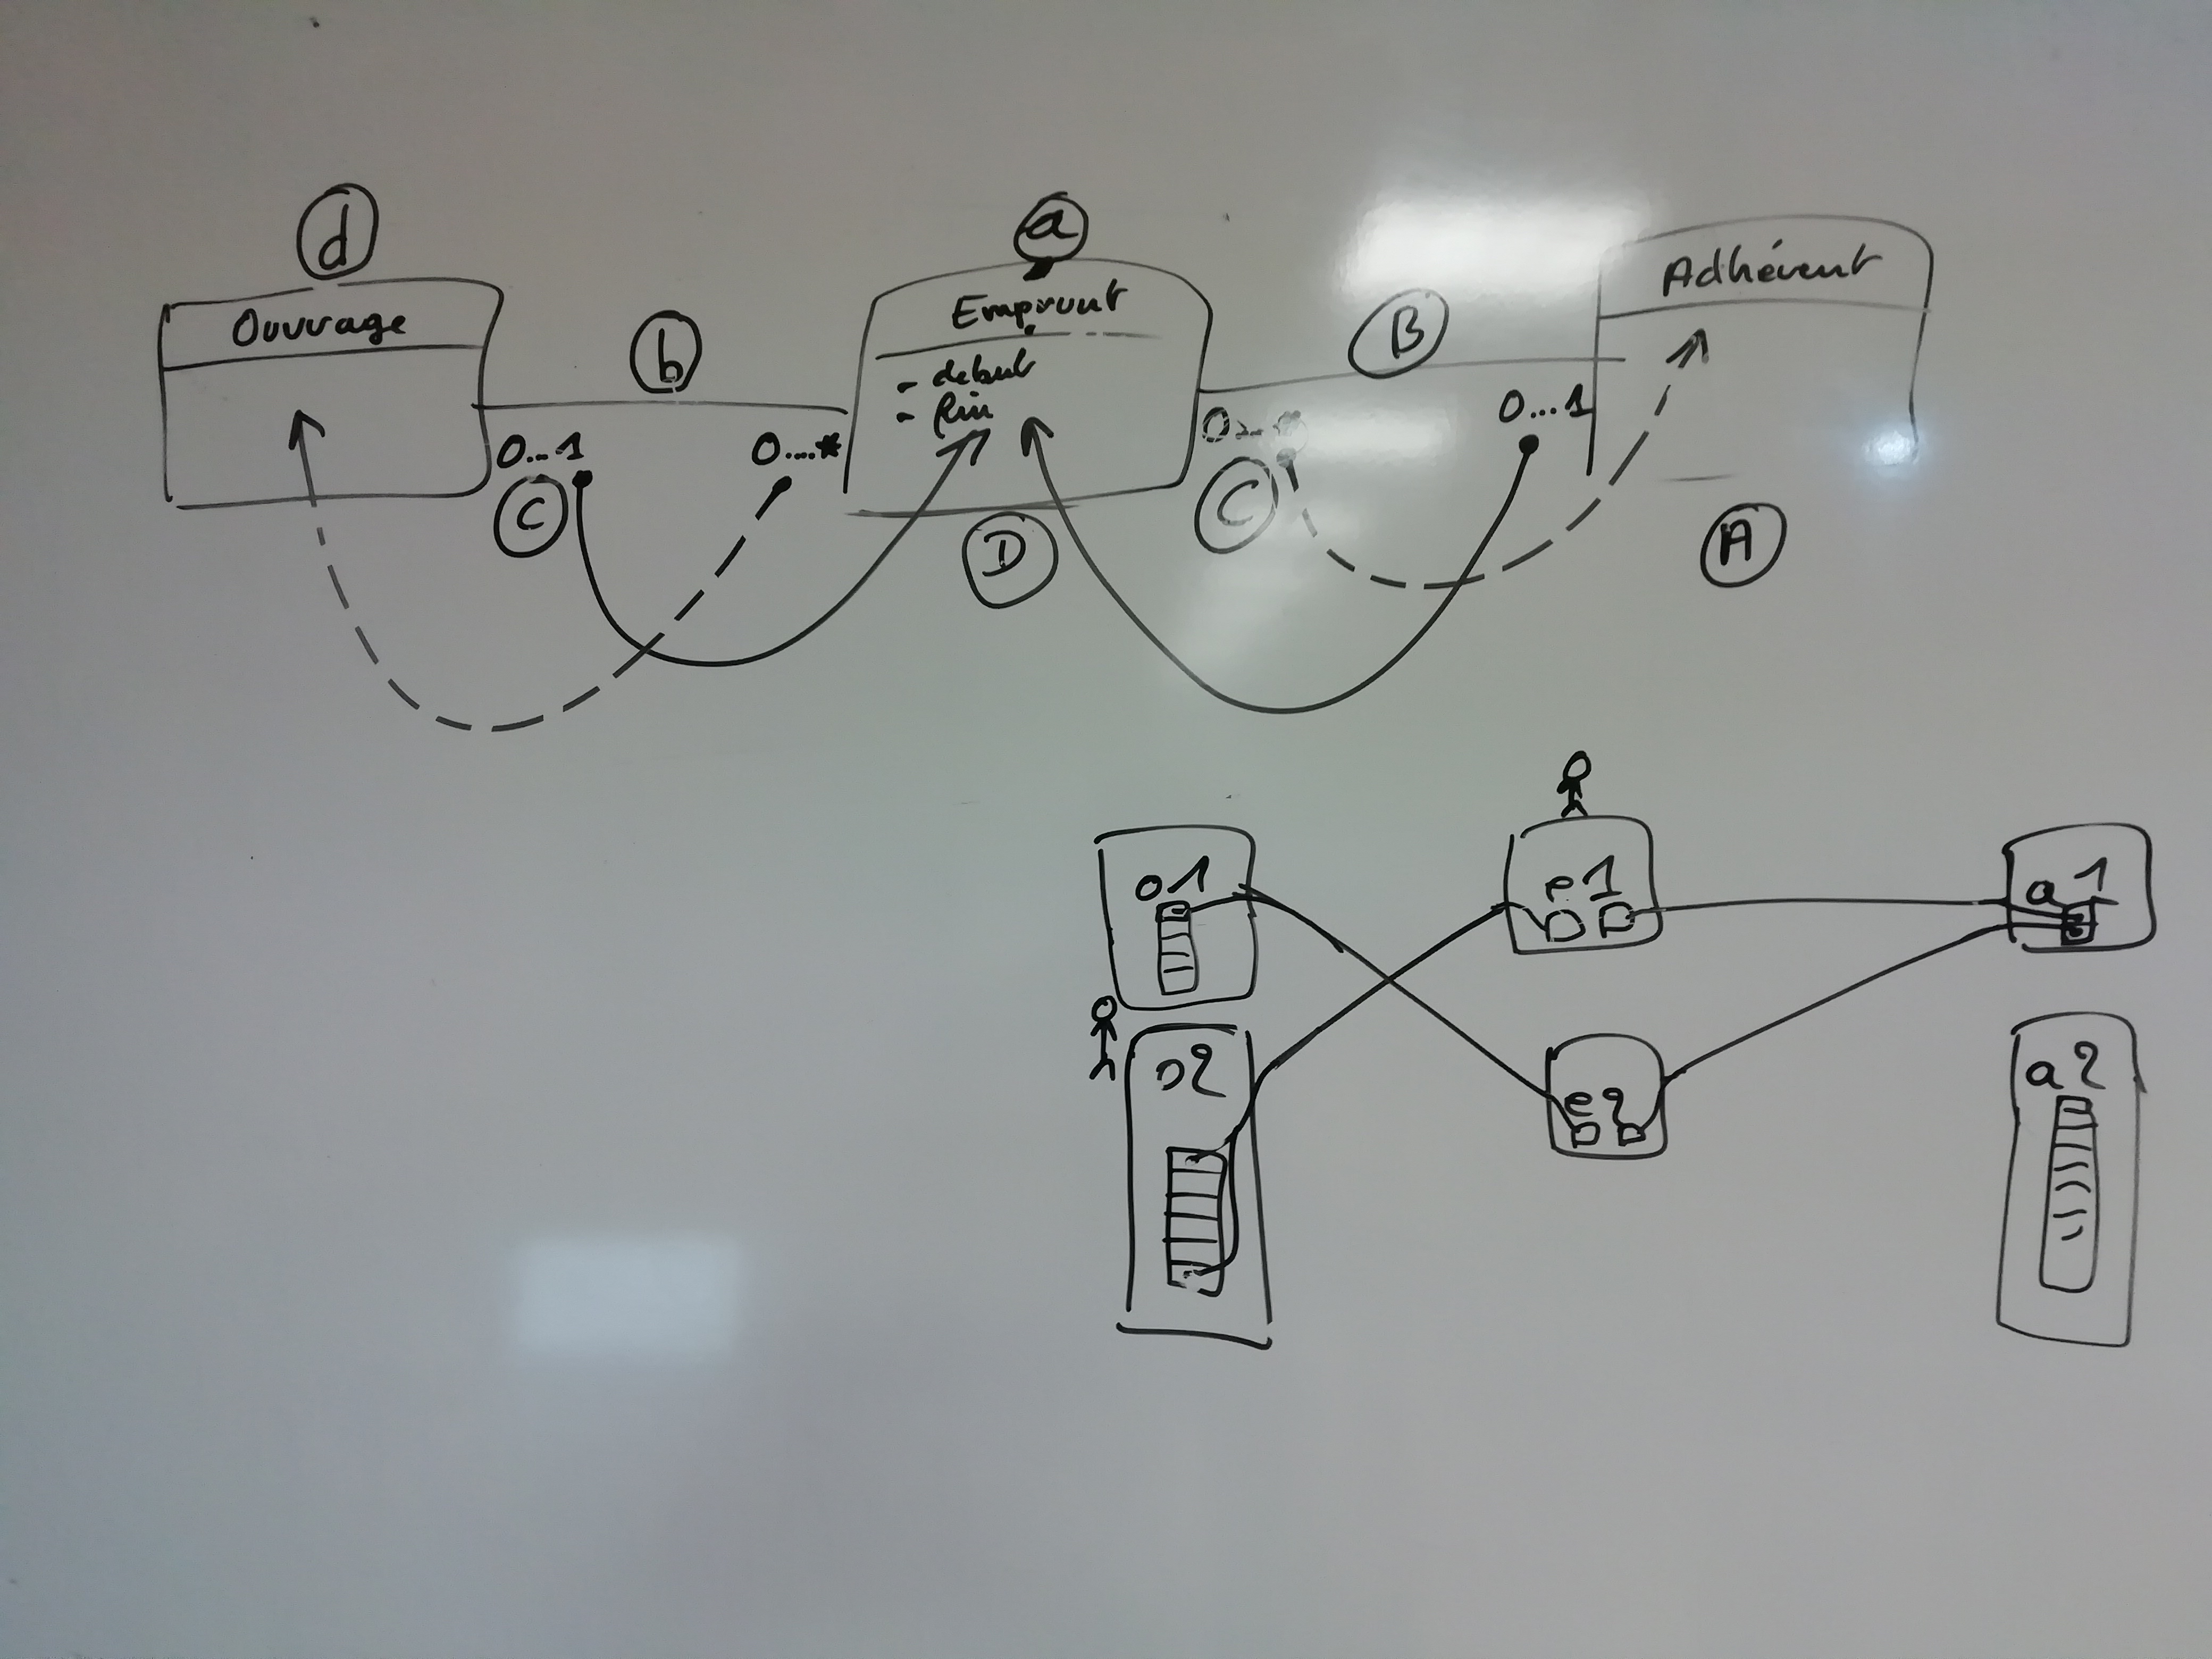 d
a
Ouvrage
b
Emprunt
B
Adhérent
- debut
- fin
0...1
0....*
0...*
0...1
C
D
C
A
o1
e1
a1
o2
e2
a2